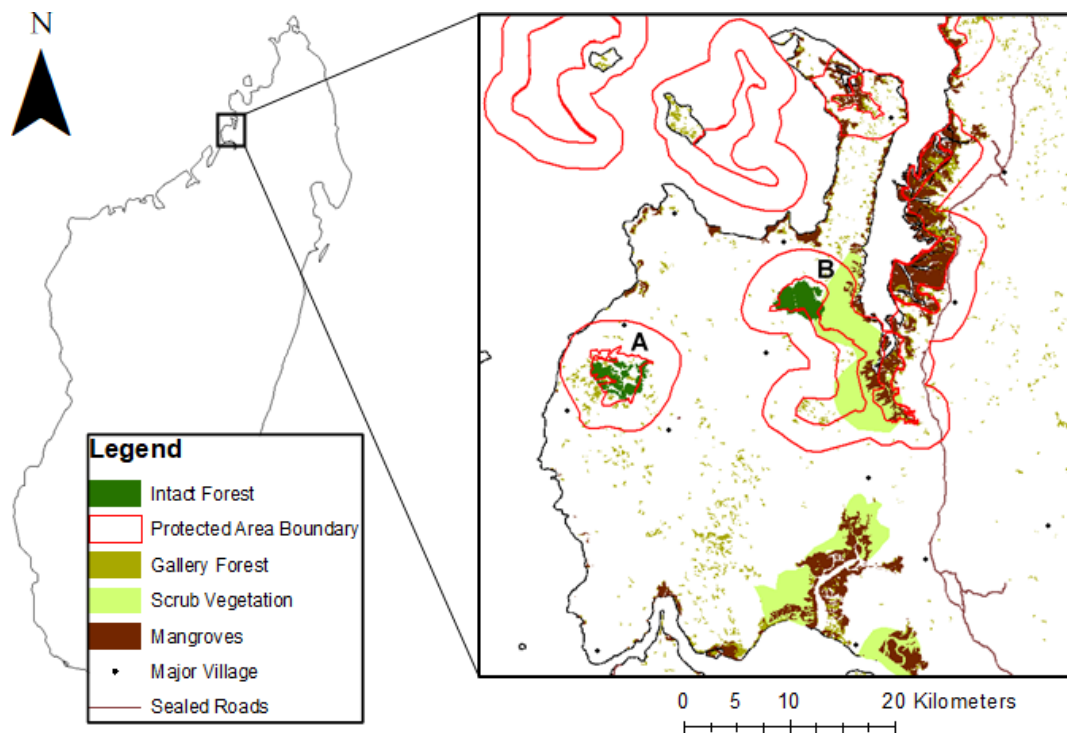 N
A
B
Legend
Intact Forest
Protected Area Boundary
Gallery Forest
Scrub Vegetation
Mangroves
Major Village
Sealed Roads
0 5 10 20 Kilometers